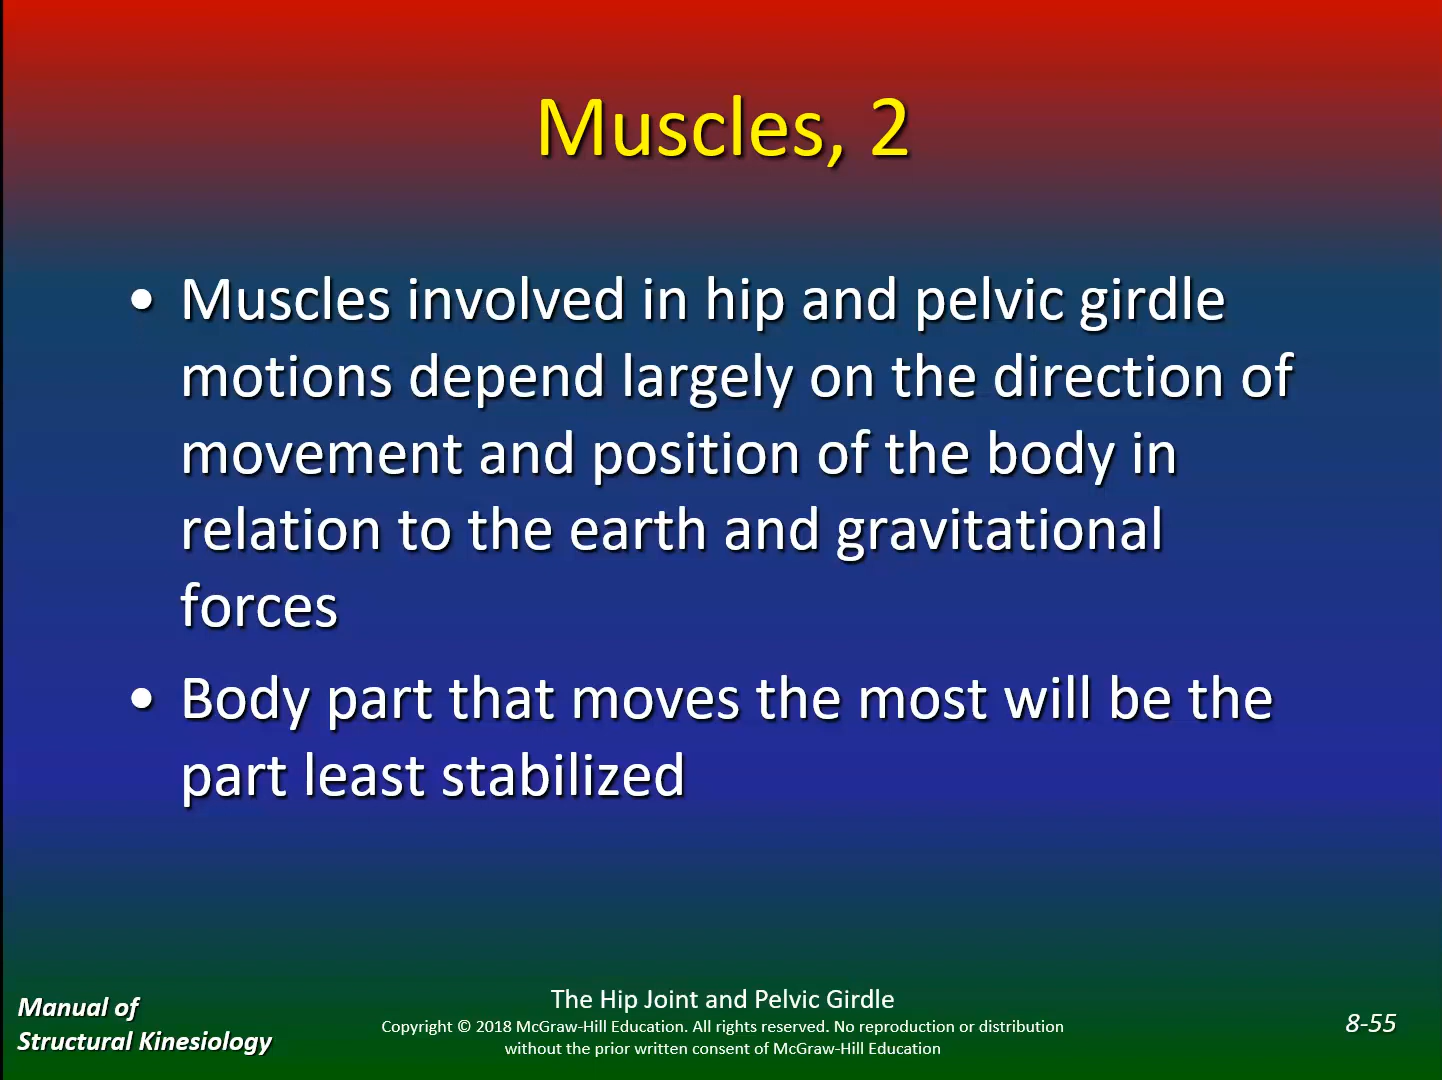 Muscles, 2
• Muscles involved in hip and pelvic girdle
motions depend largely on the direction of
movement and position of the body in
relation to the earth and gravitational
forces
• Body part that moves the most will be the
part least stabilized
Manual of
Structural Kinesiology
The Hip Joint and Pelvic Girdle
Copyright © 2018 McGraw-Hill Education. All rights reserved. No reproduction or distribution
without the prior written consent of McGraw-Hill Education
8-55